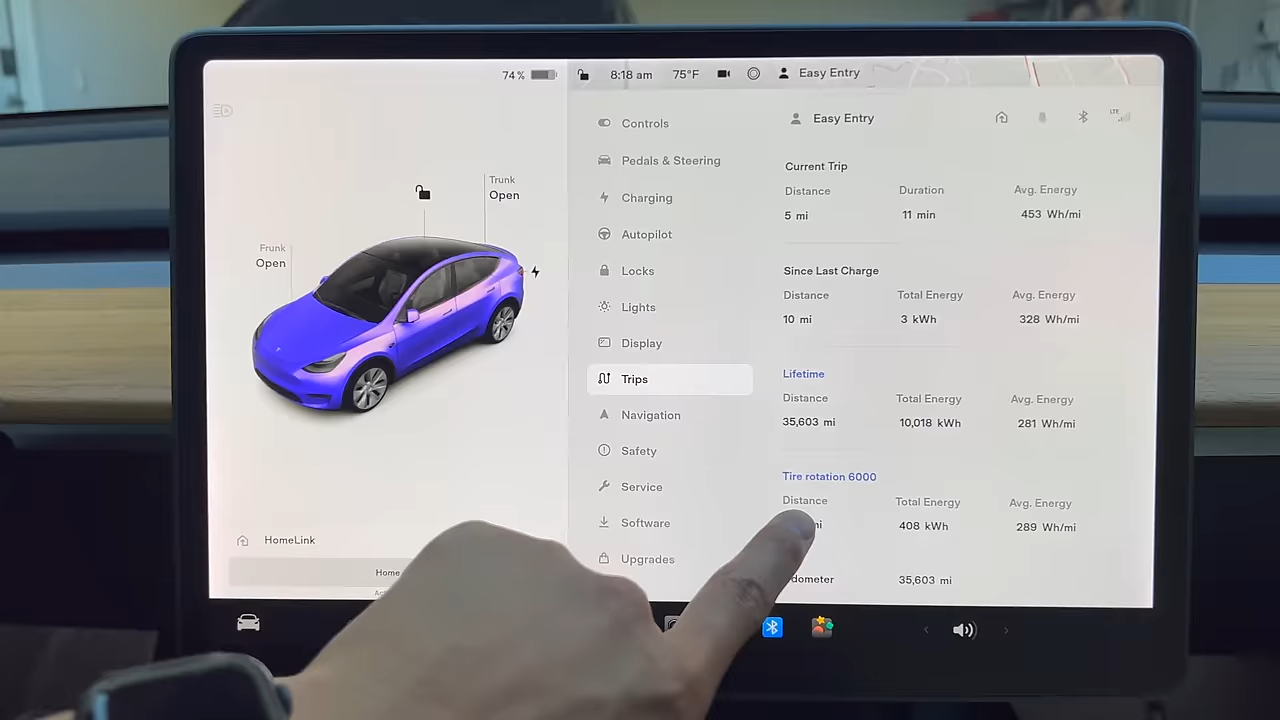 74 %
8:18 am 75°F Easy Entry
Trunk
Open
Frunk
Open
HomeLink
Home
Controls
Pedals & Steering
Charging
Autopilot
Locks
Lights
Display
Trips
Navigation
Safety
Service
Software
Upgrades
Easy Entry
LTE
Current Trip
Distance Duration Avg. Energy
5 mi 11 min 453 Wh/mi
Since Last Charge
Distance Total Energy Avg. Energy
10 mi 3 kWh 328 Wh/mi
Lifetime
Distance Total Energy Avg. Energy
35,603 mi 10,018 kWh 281 Wh/mi
Tire rotation 6000
Distance Total Energy Avg. Energy
mi 408 kWh 289 Wh/mi
dometer 35,603 mi